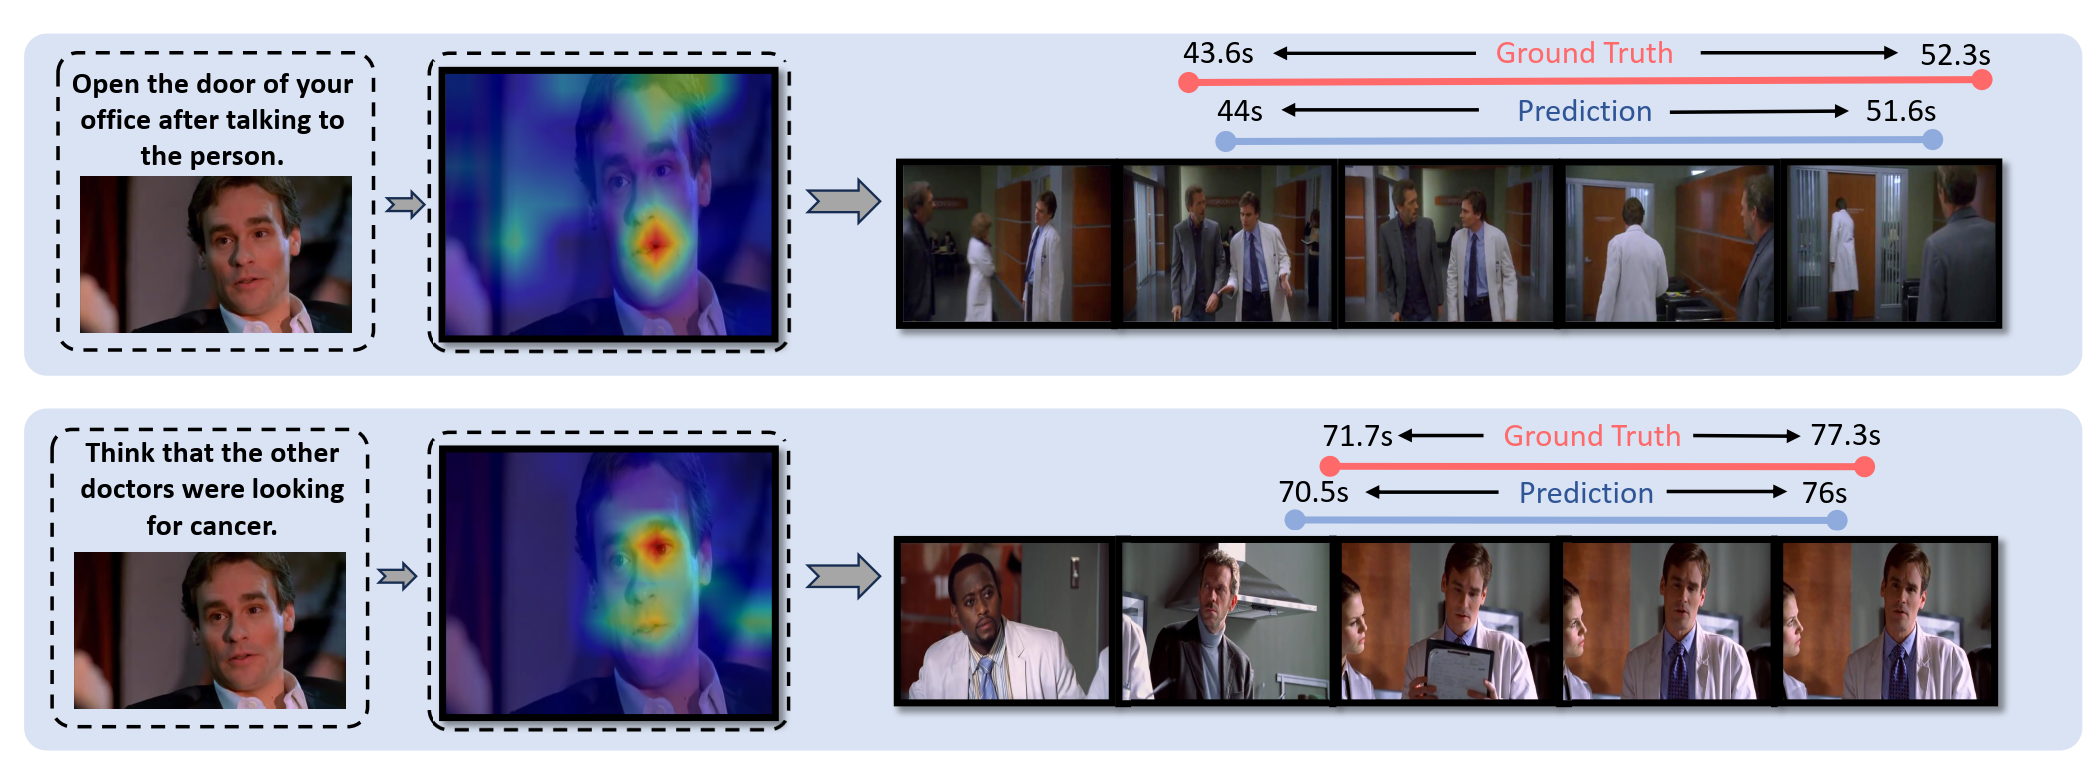 Open the door of your
office after talking to
the person.
43.6s Ground Truth 52.3s
44s Prediction 51.6s
Think that the other
doctors were looking
for cancer.
71.7s Ground Truth 77.3s
70.5s Prediction 76s